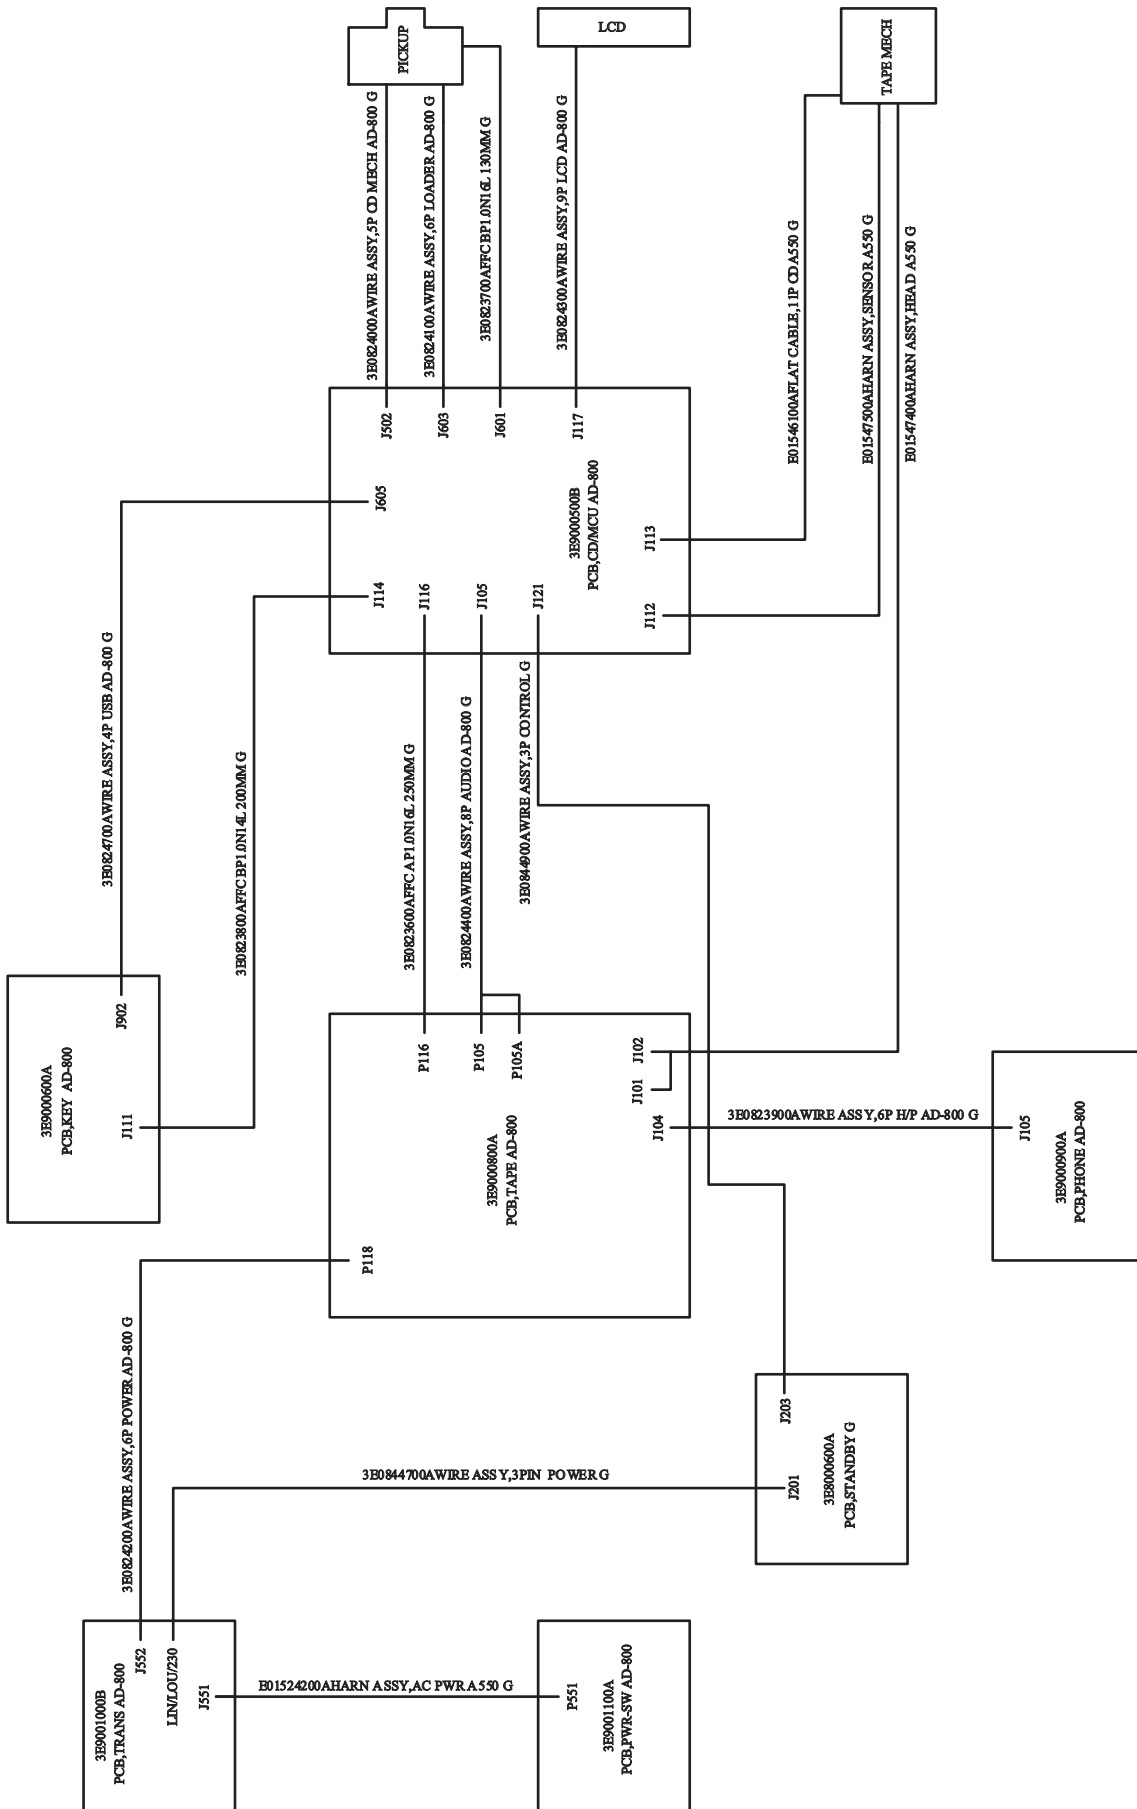 PICKUP
LCD
TAPE MECH
3E0824000AWIRE ASSY,5P CD MECH AD-800 G
3E0824100AWIRE ASSY,6P LOADER AD-800 G
3E0823700AFFC BP1.0N16L 130MM G
3E0824300AWIRE ASSY,9P LCD AD-800 G
E01546100AFLAT CABLE,11P CD A550 G
E01547500AHARN ASSY,SENSOR A550 G
E01547400AHARN ASSY,HEAD A550 G
J502
J603
J601
J117
J605
J114
J116
J105
J121
J113
J112
3E9000500B
PCB,CD/MCU AD-800
3E0824700AWIRE ASSY,4P USB AD-800 G
3E0823800AFFC BP1.0N14L 200MM G
3E0823600AFFC AP1.0N16L 250MM G
3E0824400AWIRE ASSY,8P AUDIO AD-800 G
3E0844900AWIRE ASSY,3P CONTROL G
J902
J111
3E9000600A
PCB,KEY AD-800
P116
P105
P105A
J102
J101
J104
P118
3E9000800A
PCB,TAPE AD-800
3E0823900AWIRE ASSY,6P H/P AD-800 G
J105
3E9000900A
PCB,PHONE AD-800
3E0824200AWIRE ASSY,6P POWER AD-800 G
3E0844700AWIRE ASSY,3PIN POWER G
J203
J201
3E8000600A
PCB,STANDBY G
3E9001000B
PCB,TRANS AD-800
J552
LIN/LOU/230
J551
E01524200AHARN ASSY,AC PWR A550 G
P551
3E9001100A
PCB,PWR-SW AD-800